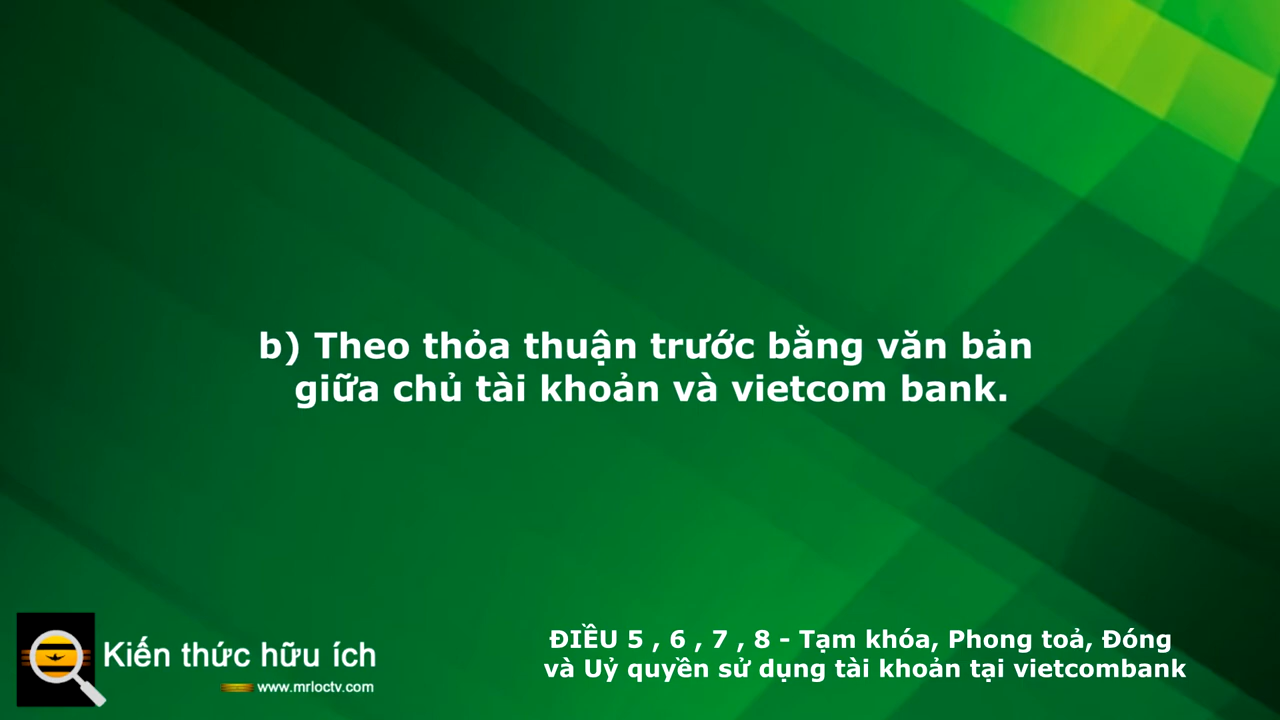 b) Theo thỏa thuận trước bằng văn bản
giữa chủ tài khoản và vietcom bank.
Kiến thức hữu ích
www.mrloctv.com
ĐIỀU 5 , 6 , 7 , 8 - Tạm khóa, Phong toả, Đóng
và Uỷ quyền sử dụng tài khoản tại vietcombank